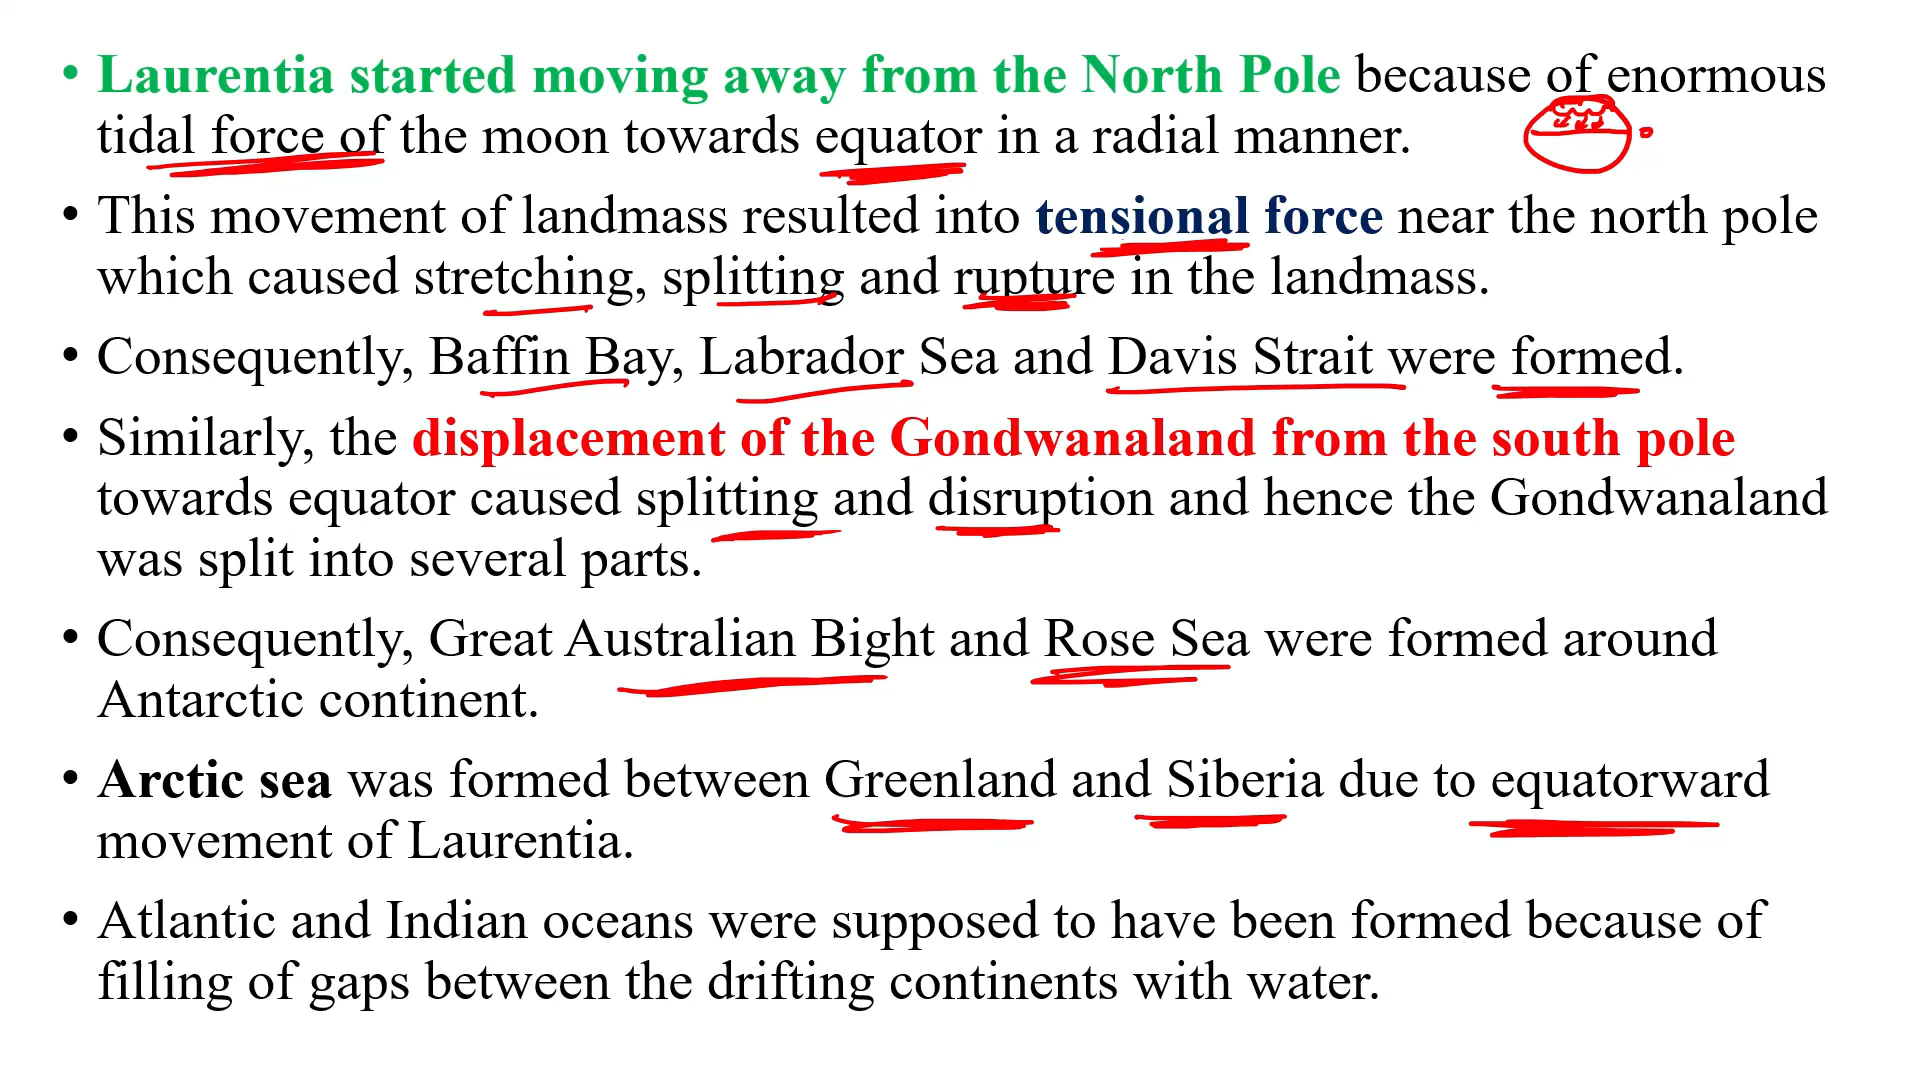 • Laurentia started moving away from the North Pole because of enormous
tidal force of the moon towards equator in a radial manner.
• This movement of landmass resulted into tensional force near the north pole
which caused stretching, splitting and rupture in the landmass.
• Consequently, Baffin Bay, Labrador Sea and Davis Strait were formed.
• Similarly, the displacement of the Gondwanaland from the south pole
towards equator caused splitting and disruption and hence the Gondwanaland
was split into several parts.
• Consequently, Great Australian Bight and Rose Sea were formed around
Antarctic continent.
• Arctic sea was formed between Greenland and Siberia due to equatorward
movement of Laurentia.
• Atlantic and Indian oceans were supposed to have been formed because of
filling of gaps between the drifting continents with water.